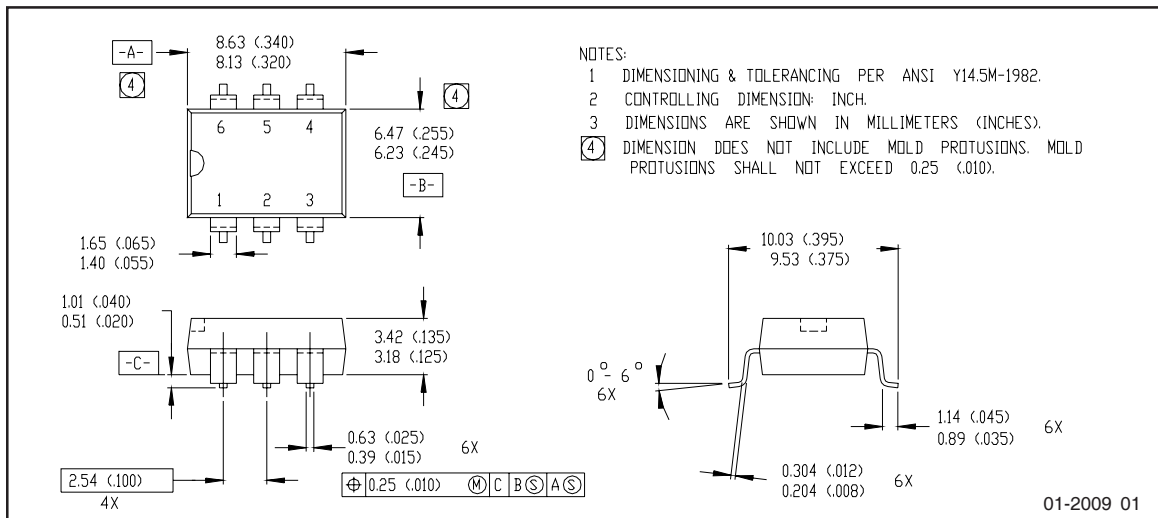 -A-
8.63 (.340)
8.13 (.320)
4
4
6 5 4
1 2 3
6.47 (.255)
6.23 (.245)
-B-
1.65 (.065)
1.40 (.055)
NOTES:
1 DIMENSIONING & TOLERANCING PER ANSI Y14.5M-1982.
2 CONTROLLING DIMENSION: INCH.
3 DIMENSIONS ARE SHOWN IN MILLIMETERS (INCHES).
4 DIMENSION DOES NOT INCLUDE MOLD PROTUSIONS. MOLD
PROTUSIONS SHALL NOT EXCEED 0.25 (.010).
1.01 (.040)
0.51 (.020)
-C-
3.42 (.135)
3.18 (.125)
0.63 (.025)
0.39 (.015)
6X
2.54 (.100)
4X
⌖ 0.25 (.010) Ⓜ C B Ⓢ A Ⓢ
10.03 (.395)
9.53 (.375)
0° - 6°
6X
1.14 (.045)
0.89 (.035)
6X
0.304 (.012)
0.204 (.008)
6X
01-2009 01